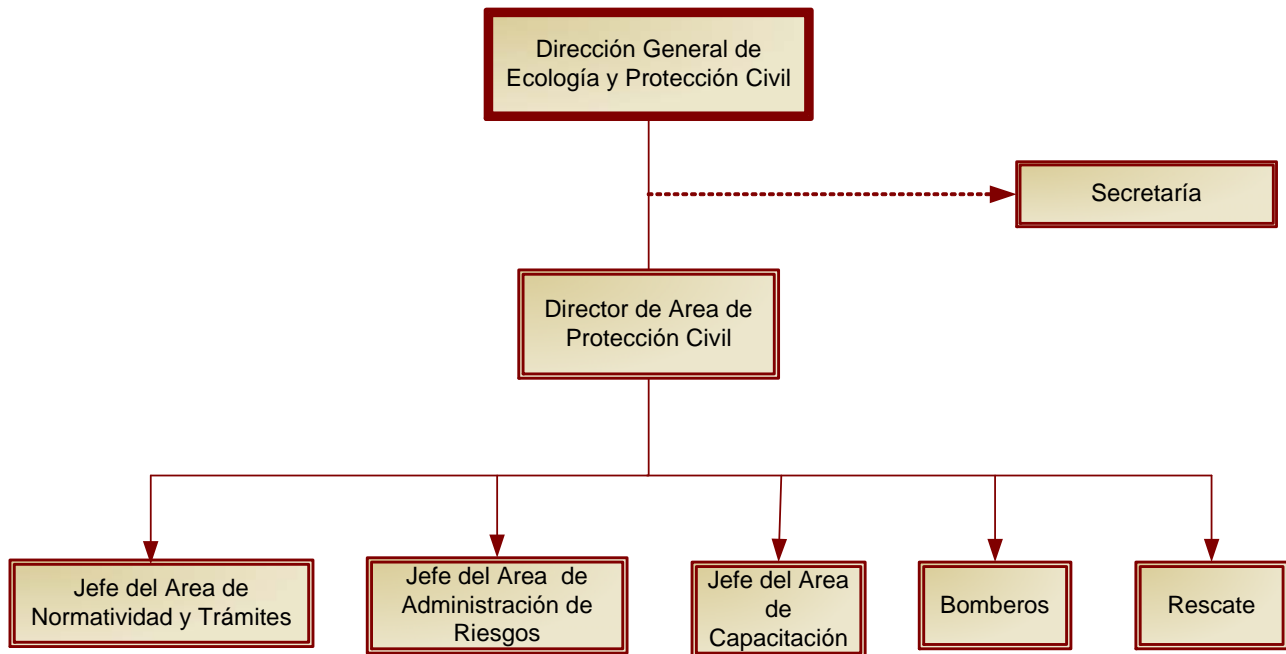 Dirección General de
Ecología y Protección Civil
Secretaría
Director de Area de
Protección Civil
Jefe del Area de
Normatividad y Trámites
Jefe del Area  de
Administración de
Riesgos
Jefe del Area
de
Capacitación
Bomberos
Rescate